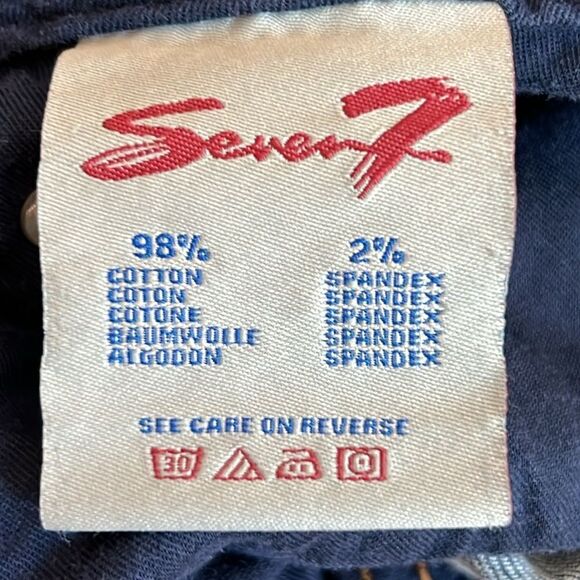 Seven7
98% 2%
COTTON SPANDEX
COTON SPANDEX
COTONE SPANDEX
BAUMWOLLE SPANDEX
ALGODON SPANDEX
SEE CARE ON REVERSE
30